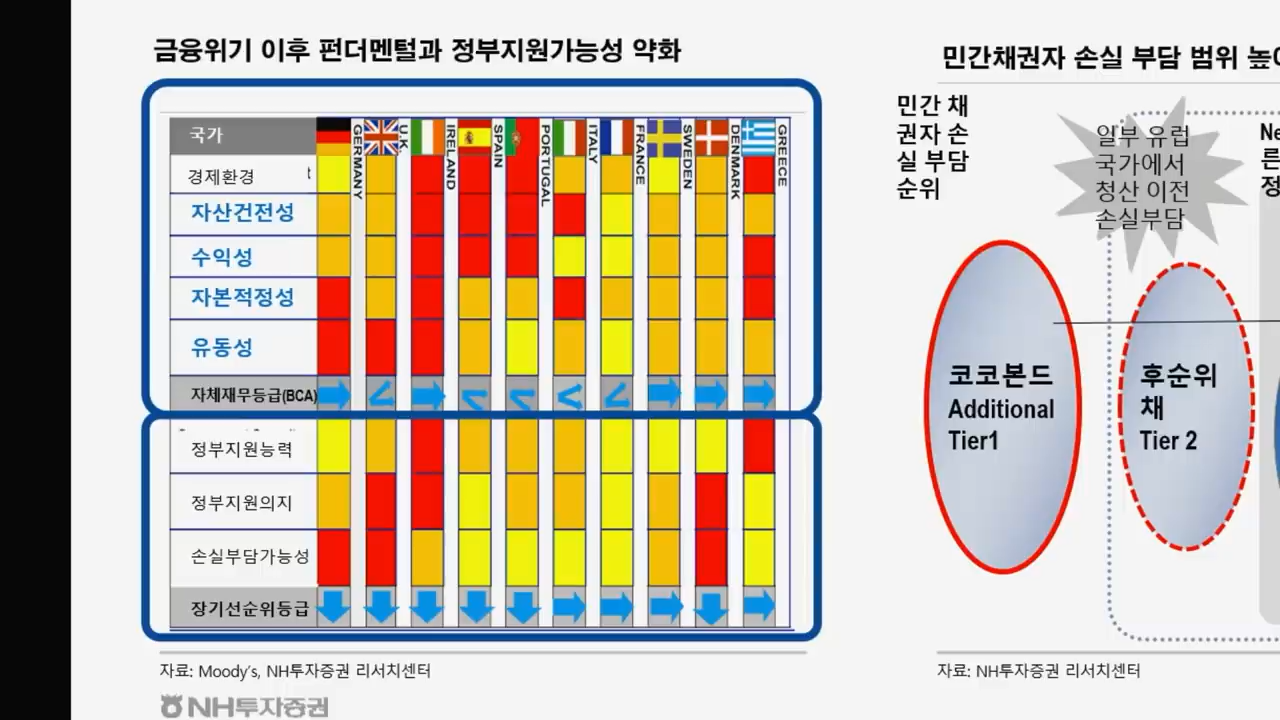 금융위기 이후 펀더멘털과 정부지원가능성 약화
국가
GERMANY
U.K.
IRELAND
SPAIN
PORTUGAL
ITALY
FRANCE
SWEDEN
DENMARK
GREECE
경제환경
t
자산건전성
수익성
자본적정성
유동성
자체재무등급(BCA)
정부지원능력
정부지원의지
손실부담가능성
장기선순위등급
자료: Moody's, NH투자증권 리서치센터
NH투자증권
민간채권자 손실 부담 범위
민간 채
권자 손
실 부담
순위
일부 유럽
국가에서
청산 이전
손실부담
Ne
른
정
코코본드
Additional
Tier1
후순위
채
Tier 2
자료: NH투자증권 리서치센터